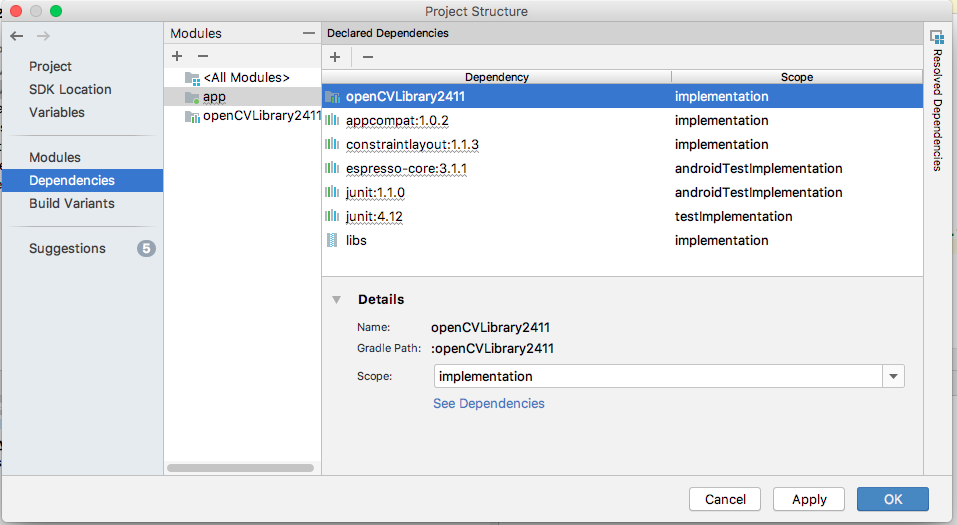 Project Structure
Project
SDK Location
Variables
Modules
Dependencies
Build Variants
Suggestions 5
Modules
<All Modules>
app
openCVLibrary2411
Declared Dependencies
Dependency Scope
openCVLibrary2411 implementation
appcompat:1.0.2 implementation
constraintlayout:1.1.3 implementation
espresso-core:3.1.1 androidTestImplementation
junit:1.1.0 androidTestImplementation
junit:4.12 testImplementation
libs implementation
Details
Name: openCVLibrary2411
Gradle Path: :openCVLibrary2411
Scope: implementation
See Dependencies
Resolved Dependencies
Cancel Apply OK